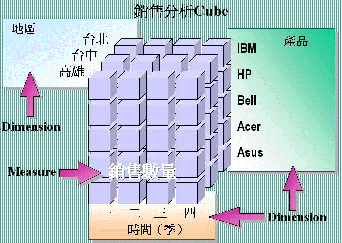 銷售分析Cube
地區
台北
台中
高雄
產品
IBM
HP
Bell
Acer
Asus
Dimension
Measure
銷售數量
一 二 三 四
時間(季)
Dimension